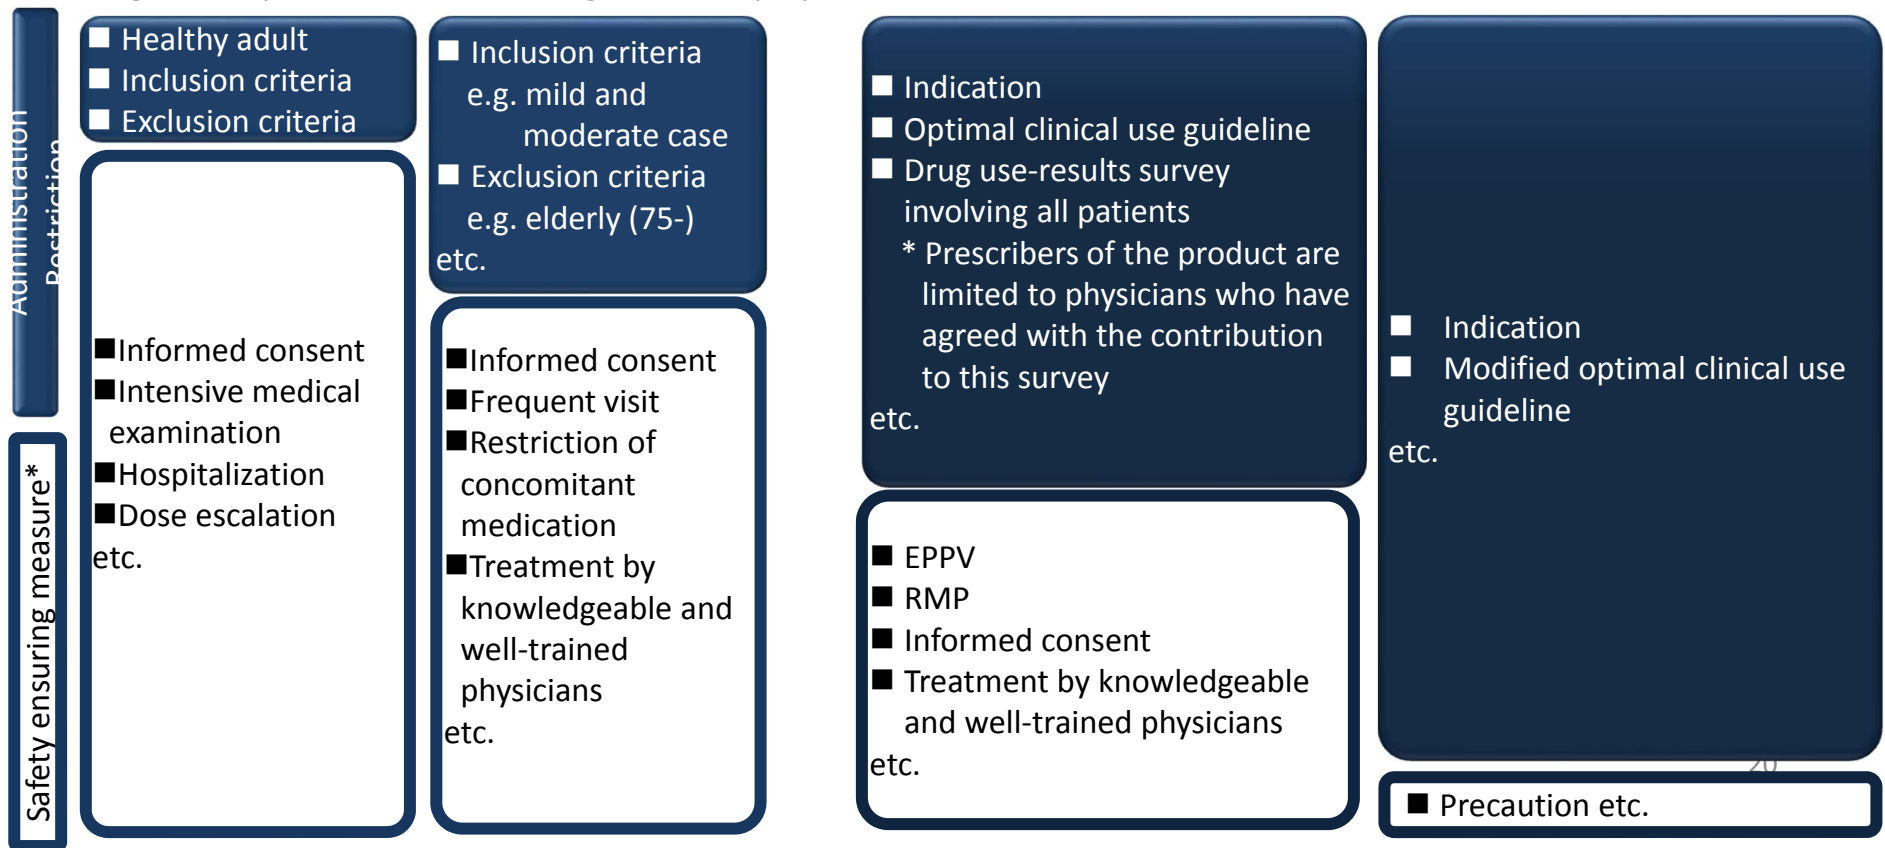 Administration
Restriction
■ Healthy adult
■ Inclusion criteria
■ Exclusion criteria
■ Inclusion criteria
e.g. mild and
moderate case
■ Exclusion criteria
e.g. elderly (75-)
etc.
■ Indication
■ Optimal clinical use guideline
■ Drug use-results survey
involving all patients
* Prescribers of the product are
limited to physicians who have
agreed with the contribution
to this survey
etc.
■ Indication
■ Modified optimal clinical use
guideline
etc.
Safety ensuring measure*
■Informed consent
■Intensive medical
examination
■Hospitalization
■Dose escalation
etc.
■Informed consent
■Frequent visit
■Restriction of
concomitant
medication
■Treatment by
knowledgeable and
well-trained
physicians
etc.
■ EPPV
■ RMP
■ Informed consent
■ Treatment by knowledgeable
and well-trained physicians
etc.
20
■ Precaution etc.